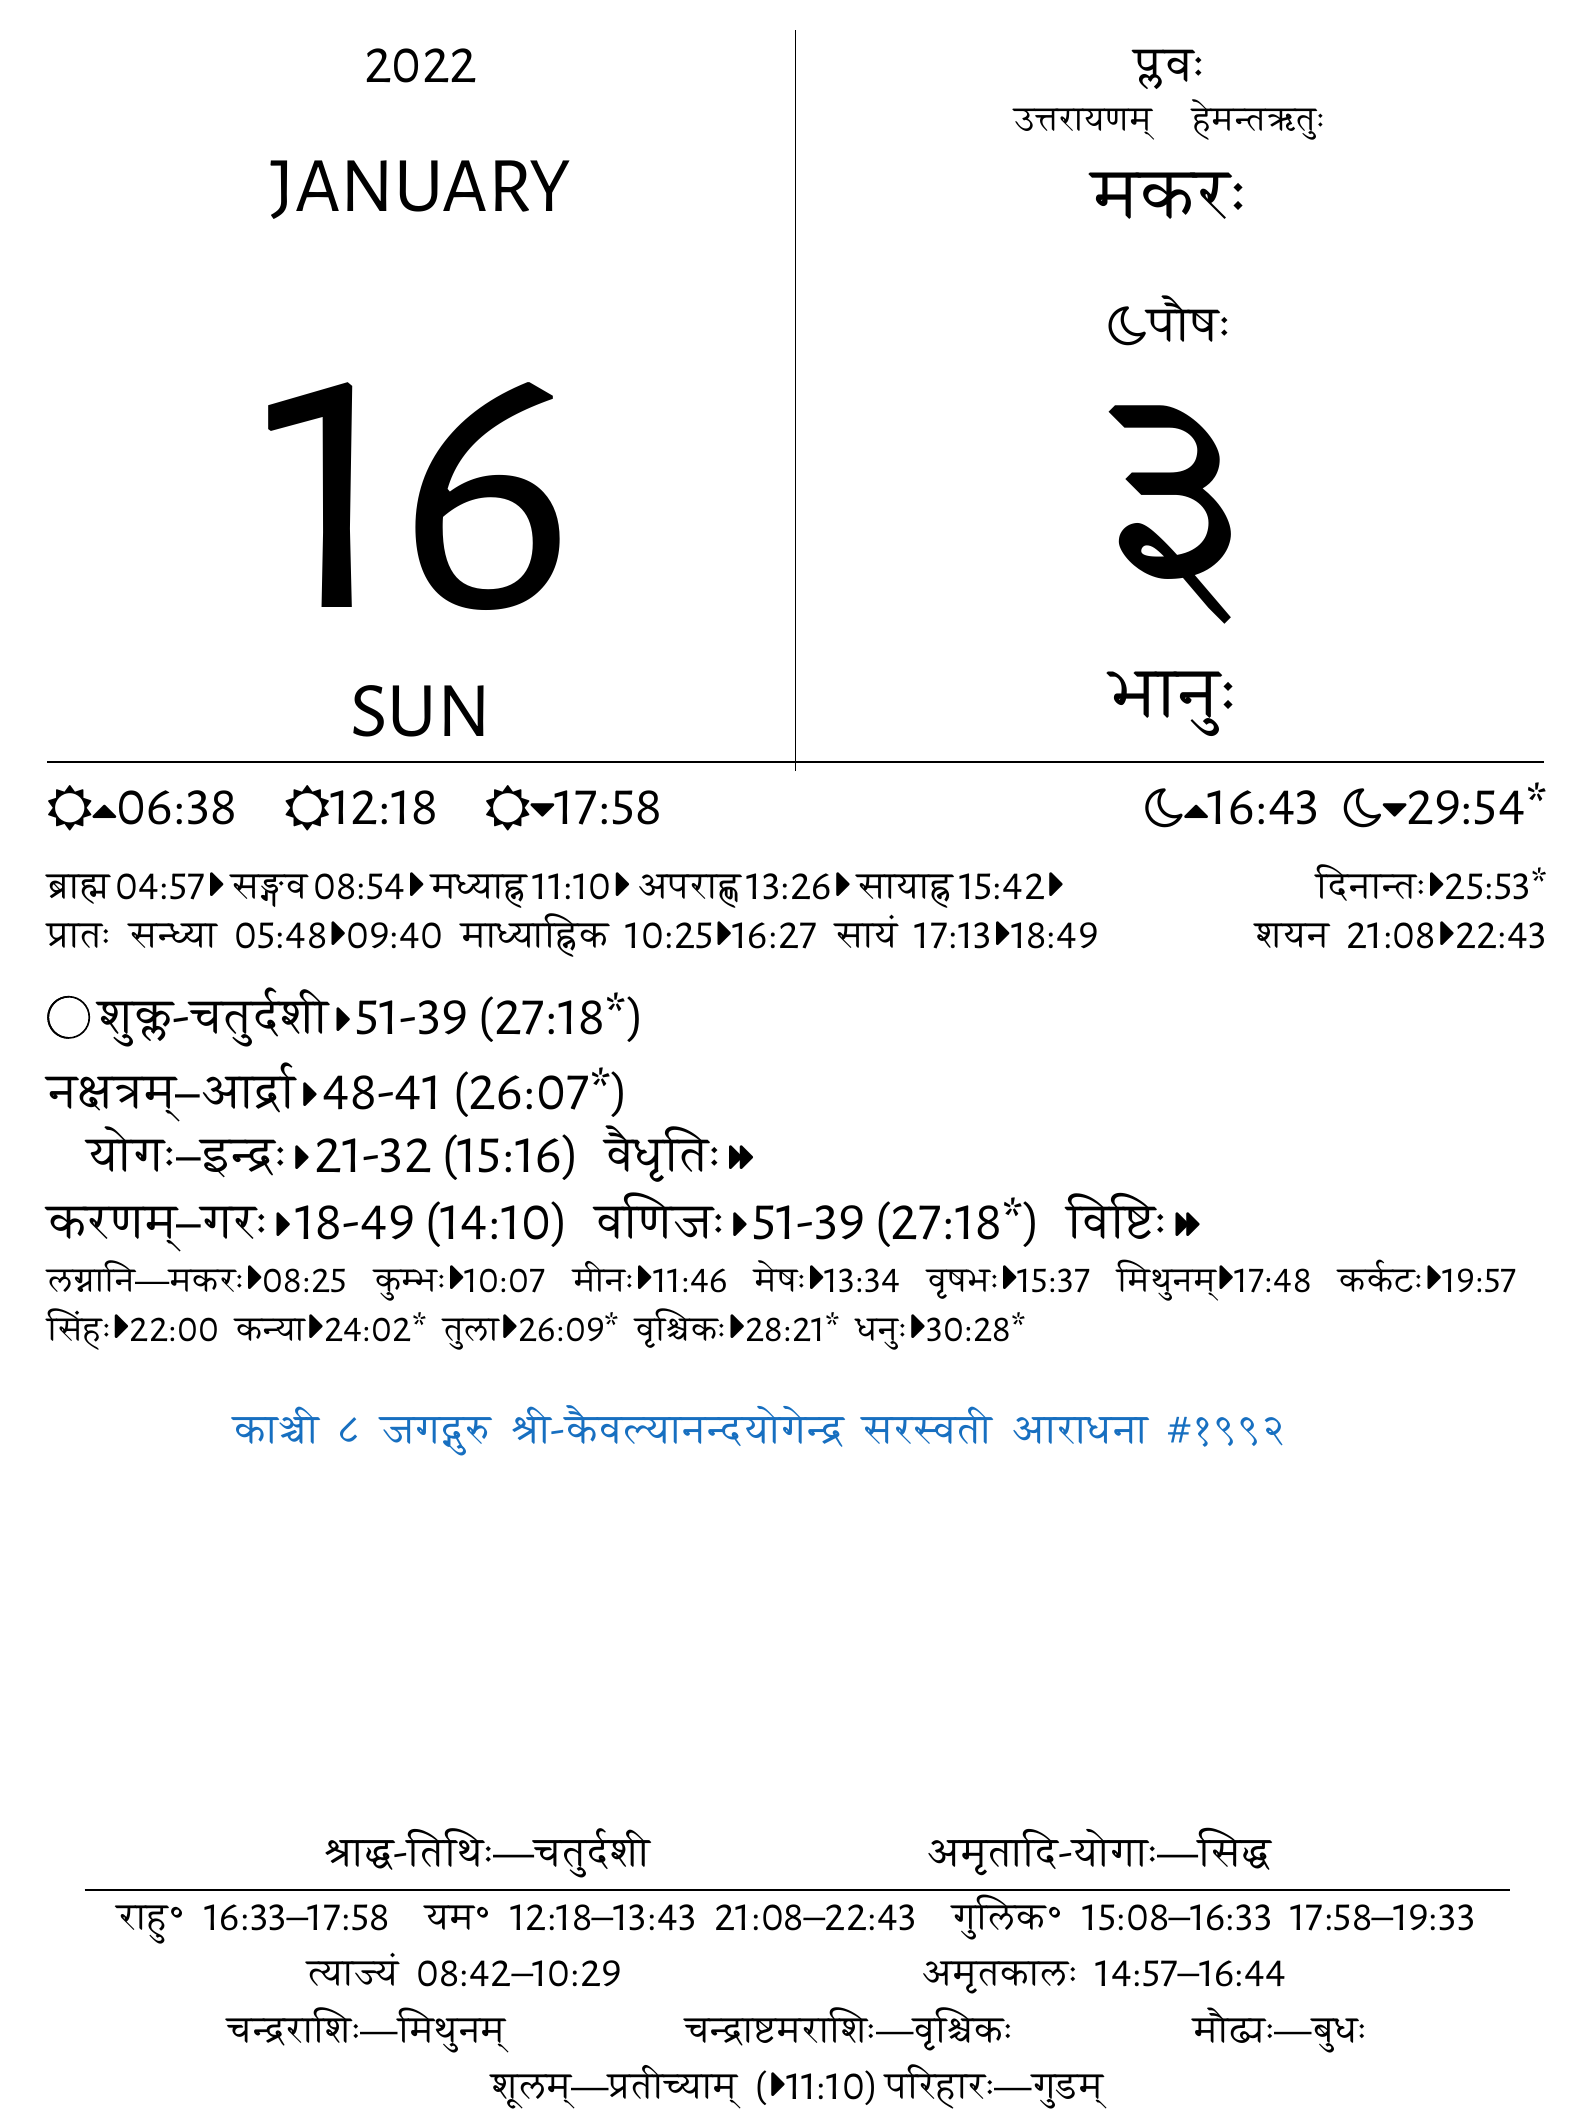 2022
JANUARY
16
SUN
प्लवः
उत्तरायणम् हेमन्तऋतुः
मकरः
पौषः
३
भानुः
06:38 12:18 17:58 16:43 29:54*
ब्राह्म 04:57 सङ्गव 08:54 मध्याह्न 11:10 अपराह्ण 13:26 सायाह्न 15:42 दिनान्तः 25:53*
प्रातः सन्ध्या 05:48 09:40 माध्याह्निक 10:25 16:27 सायं 17:13 18:49 शयन 21:08 22:43
शुक्ल-चतुर्दशी 51-39 (27:18*)
नक्षत्रम्–आर्द्रा 48-41 (26:07*)
योगः–इन्द्रः 21-32 (15:16) वैधृतिः
करणम्–गरः 18-49 (14:10) वणिजः 51-39 (27:18*) विष्टिः
लग्नानि—मकरः 08:25 कुम्भः 10:07 मीनः 11:46 मेषः 13:34 वृषभः 15:37 मिथुनम् 17:48 कर्कटः 19:57
सिंहः 22:00 कन्या 24:02* तुला 26:09* वृश्चिकः 28:21* धनुः 30:28*
काञ्ची ८ जगद्गुरु श्री-कैवल्यानन्दयोगेन्द्र सरस्वती आराधना #१९९२
श्राद्ध-तिथिः—चतुर्दशी अमृतादि-योगाः—सिद्ध
राहु॰ 16:33–17:58 यम॰ 12:18–13:43 21:08–22:43 गुलिक॰ 15:08–16:33 17:58–19:33
त्याज्यं 08:42–10:29 अमृतकालः 14:57–16:44
चन्द्रराशिः—मिथुनम् चन्द्राष्टमराशिः—वृश्चिकः मौढ्यः—बुधः
शूलम्—प्रतीच्याम् (11:10) परिहारः—गुडम्